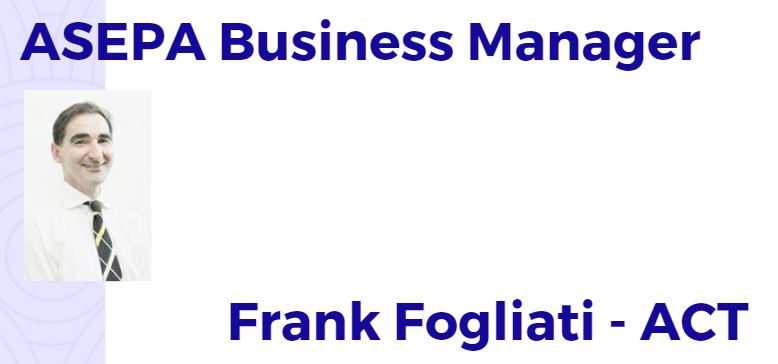 ASEPA Business Manager
Frank Fogliati - ACT